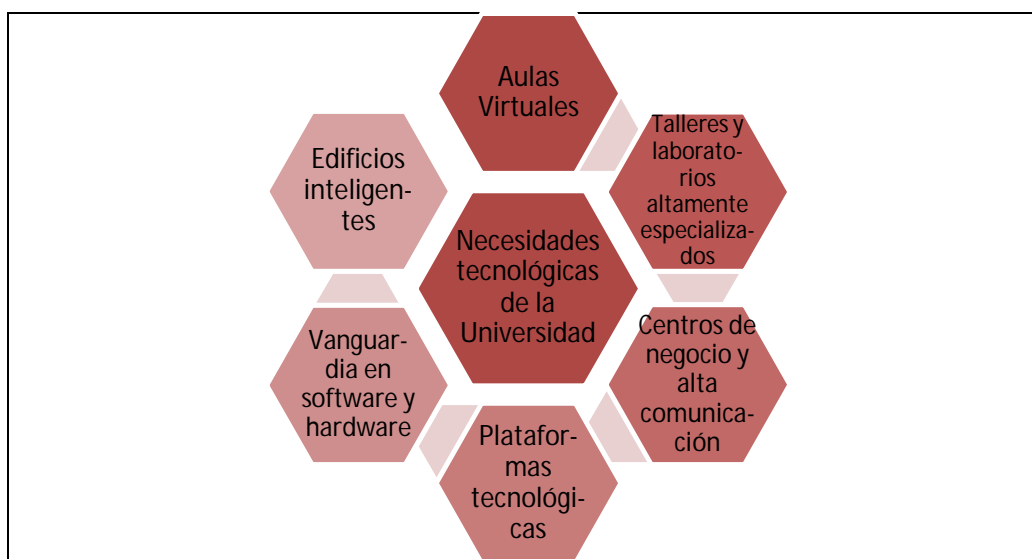 Aulas
Virtuales
Talleres y
laborato-
rios
altamente
especializa-
dos
Edificios
inteligen-
tes
Necesidades
tecnológicas
de la
Universidad
Centros de
negocio y
alta
comunica-
ción
Vanguar-
dia en
software y
hardware
Platafor-
mas
tecnológi-
cas